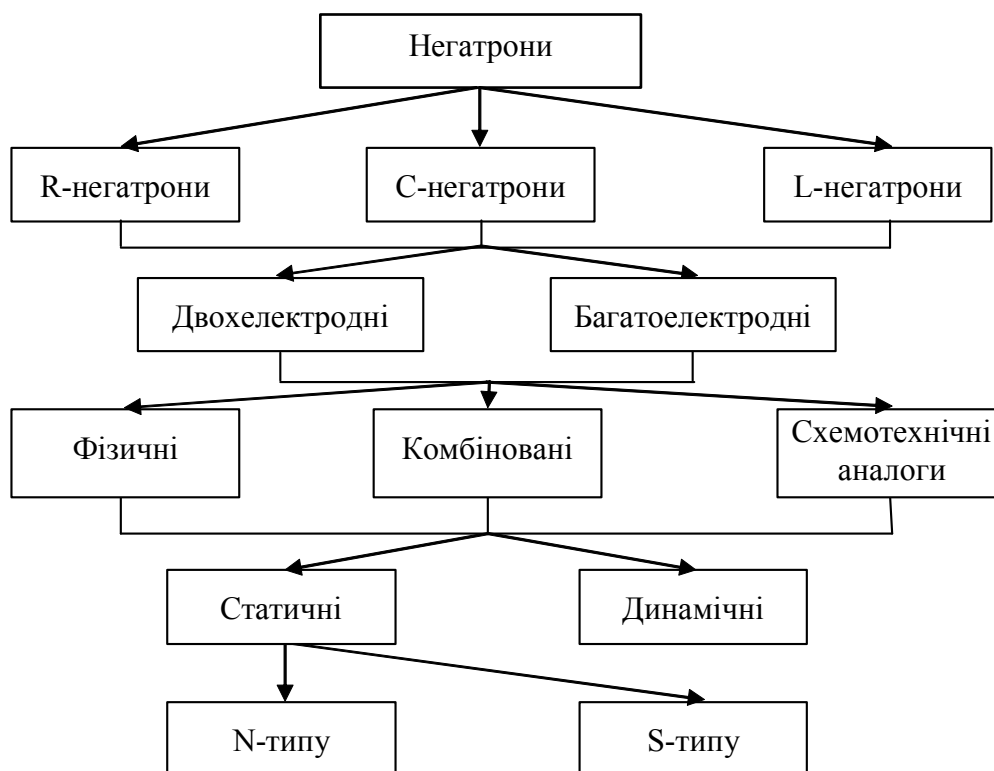 Негатрони
R-негатрони
С-негатрони
L-негатрони
Двохелектродні
Багатоелектродні
Фізичні
Комбіновані
Схемотехнічні
аналоги
Статичні
Динамічні
N-типу
S-типу